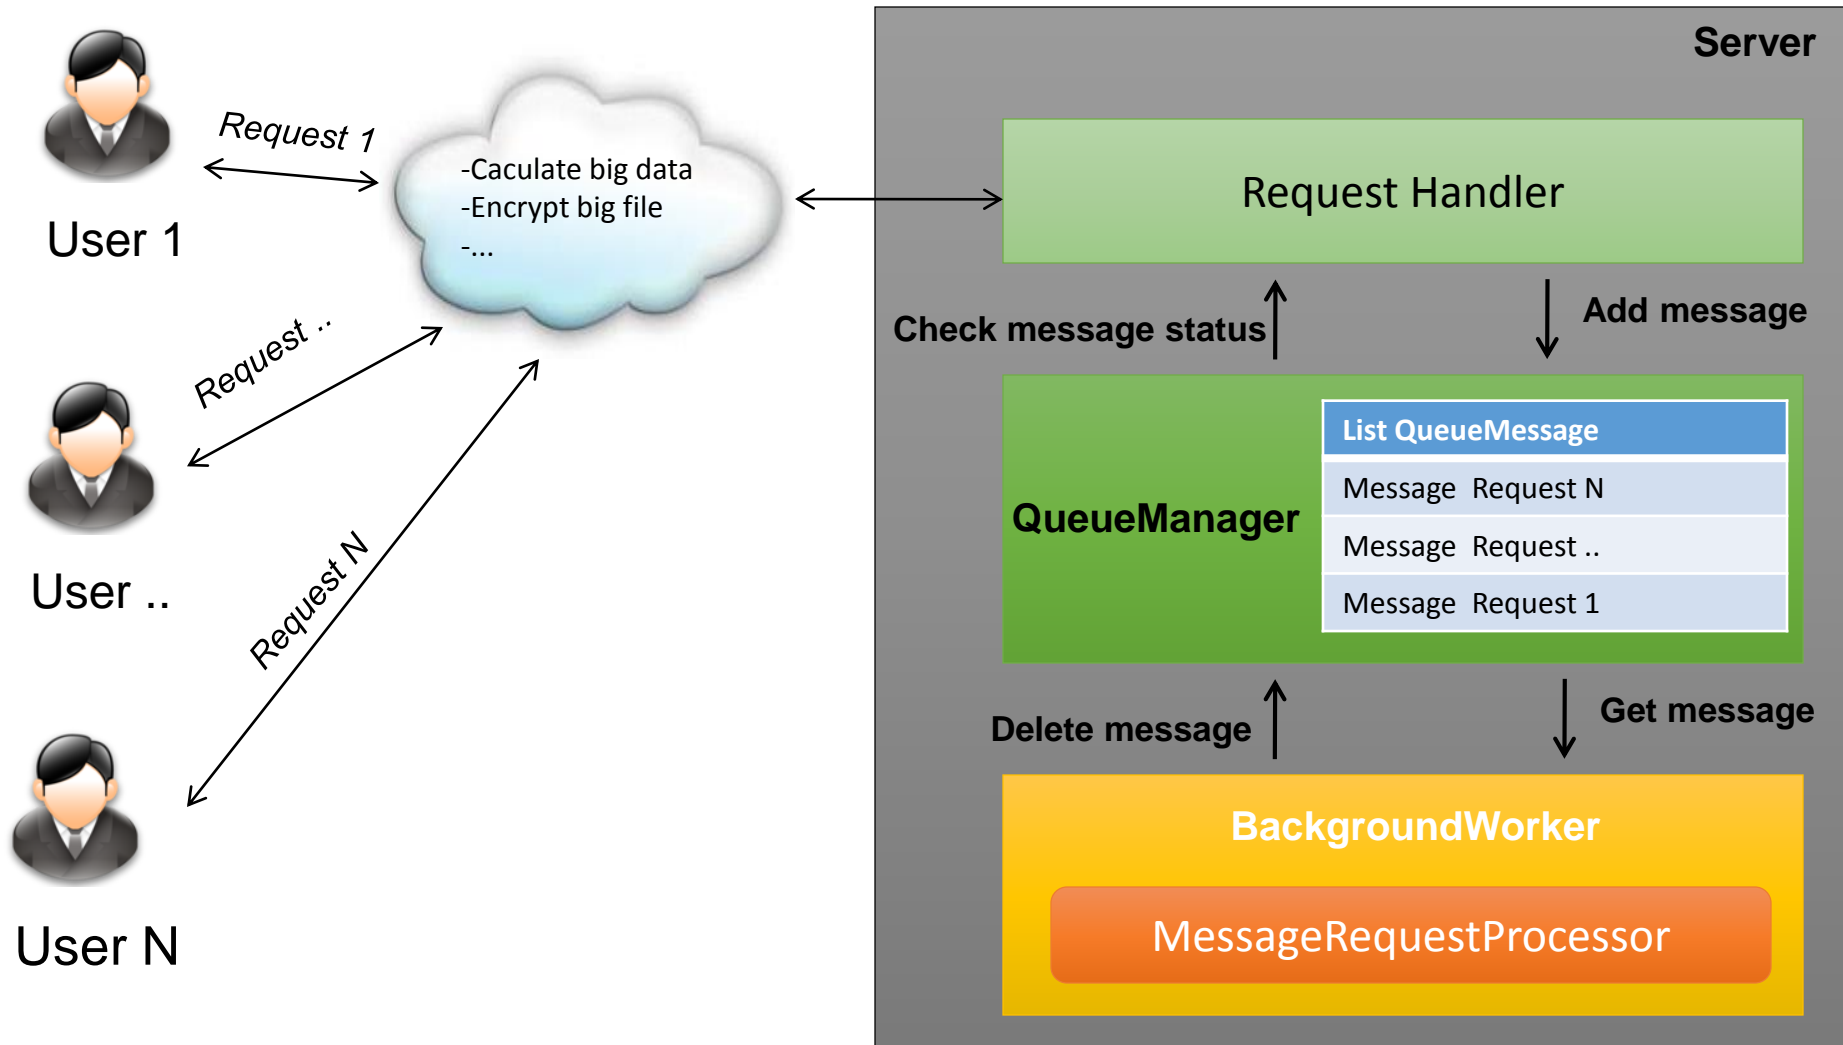 Server
Request 1
User 1
-Caculate big data
-Encrypt big file
-...
Request Handler
Check message status
Add message
Request ..
User ..
QueueManager
List QueueMessage
Message Request N
Message Request ..
Message Request 1
Request N
User N
Delete message
Get message
BackgroundWorker
MessageRequestProcessor